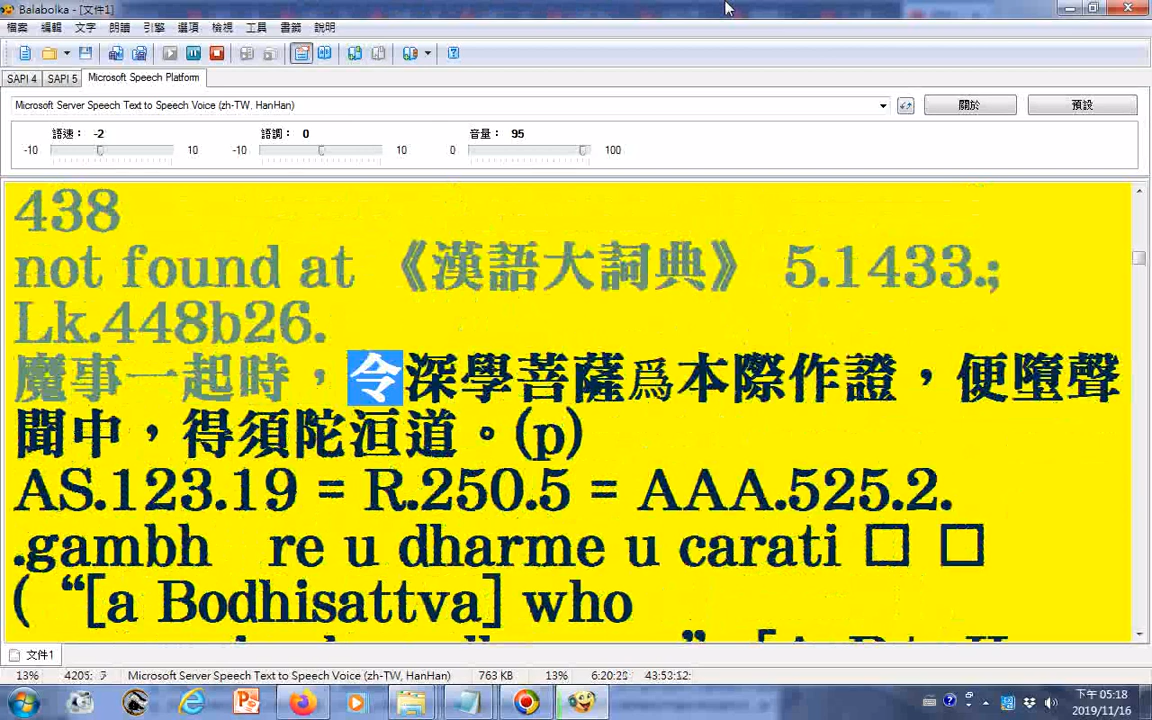 Balabolka - [文件1]
檔案 編輯 文字 朗讀 引擎 選項 檢視 工具 書籤 說明
SAPI 4 SAPI 5 Microsoft Speech Platform
Microsoft Server Speech Text to Speech Voice (zh-TW, HanHan) 關於 預設
語速： -2 語調： 0 音量： 95
-10 10 -10 10 0 100
438
not found at 《漢語大詞典》 5.1433.;
Lk.448b26.
魔事一起時，令深學菩薩爲本際作證，便墮聲
聞中，得須陀洹道。(p)
AS.123.19 = R.250.5 = AAA.525.2.
.gambh re u dharme u carati □ □
( “[a Bodhisattva] who
文件1
13% Microsoft Server Speech Text to Speech Voice (zh-TW, HanHan) 763 KB 13% 6:20:28 43:53:12
下午 05:18
2019/11/16